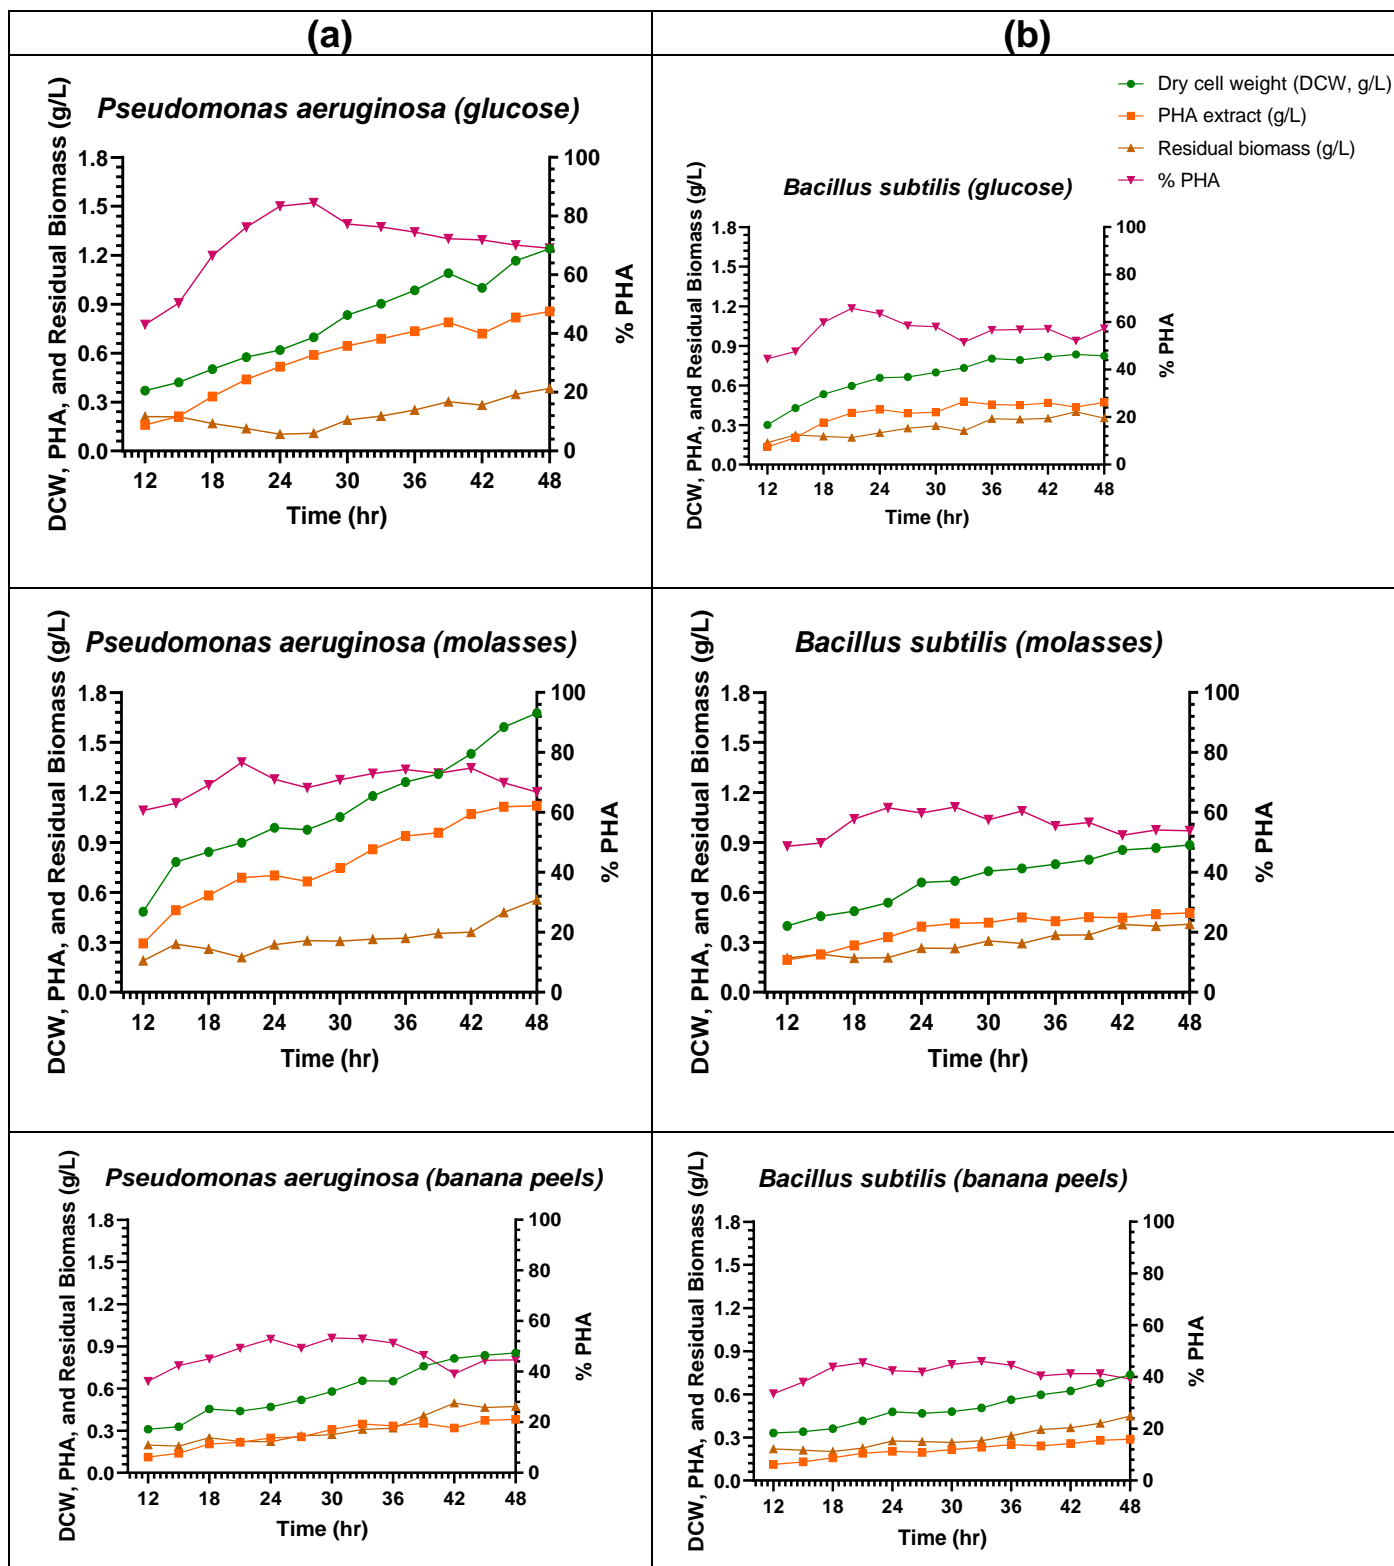 (a)
(b)
Pseudomonas aeruginosa (glucose)
DCW, PHA, and Residual Biomass (g/L)
1.8
1.5
1.2
0.9
0.6
0.3
0.0
100
80
60
40
20
0
% PHA
12 18 24 30 36 42 48
Time (hr)
Dry cell weight (DCW, g/L)
PHA extract (g/L)
Residual biomass (g/L)
% PHA
Bacillus subtilis (glucose)
DCW, PHA, and Residual Biomass (g/L)
1.8
1.5
1.2
0.9
0.6
0.3
0.0
100
80
60
40
20
0
% PHA
12 18 24 30 36 42 48
Time (hr)
Pseudomonas aeruginosa (molasses)
DCW, PHA, and Residual Biomass (g/L)
1.8
1.5
1.2
0.9
0.6
0.3
0.0
100
80
60
40
20
0
% PHA
12 18 24 30 36 42 48
Time (hr)
Bacillus subtilis (molasses)
DCW, PHA, and Residual Biomass (g/L)
1.8
1.5
1.2
0.9
0.6
0.3
0.0
100
80
60
40
20
0
% PHA
12 18 24 30 36 42 48
Time (hr)
Pseudomonas aeruginosa (banana peels)
DCW, PHA, and Residual Biomass (g/L)
1.8
1.5
1.2
0.9
0.6
0.3
0.0
100
80
60
40
20
0
% PHA
12 18 24 30 36 42 48
Time (hr)
Bacillus subtilis (banana peels)
DCW, PHA, and Residual Biomass (g/L)
1.8
1.5
1.2
0.9
0.6
0.3
0.0
100
80
60
40
20
0
% PHA
12 18 24 30 36 42 48
Time (hr)